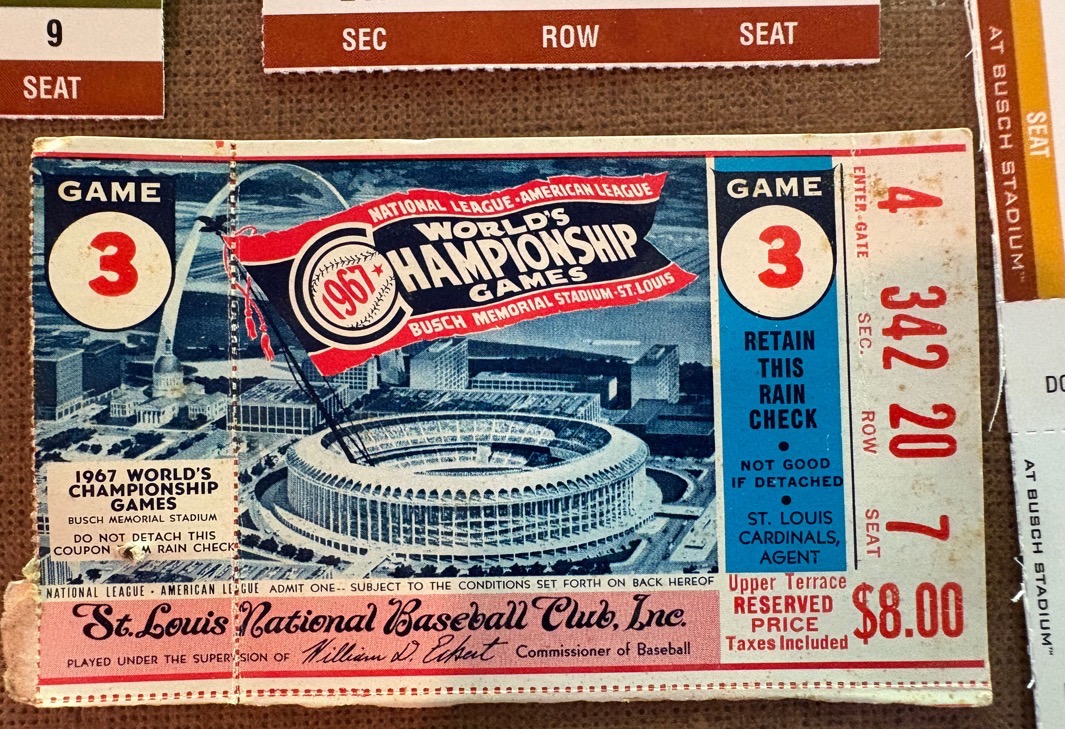 9
SEAT
SEC ROW SEAT
AT BUSCH STADIUM™
SEAT
GAME
3
NATIONAL LEAGUE · AMERICAN LEAGUE
WORLD'S
CHAMPIONSHIP
GAMES
1967
BUSCH MEMORIAL STADIUM - ST. LOUIS
1967 WORLD'S
CHAMPIONSHIP
GAMES
BUSCH MEMORIAL STADIUM
DO NOT DETACH THIS
COUPON RAIN CHECK
GAME
3
RETAIN
THIS
RAIN
CHECK
•
NOT GOOD
IF DETACHED
•
ST. LOUIS
CARDINALS,
AGENT
ENTER GATE 4
SEC. 342
ROW 20
SEAT 7
NATIONAL LEAGUE · AMERICAN LEAGUE ADMIT ONE -- SUBJECT TO THE CONDITIONS SET FORTH ON BACK HEREOF
St. Louis National Baseball Club, Inc.
PLAYED UNDER THE SUPERVISION OF William D. Eckert Commissioner of Baseball
Upper Terrace
RESERVED
PRICE
Taxes Included
$8.00
AT BUSCH STADIUM™